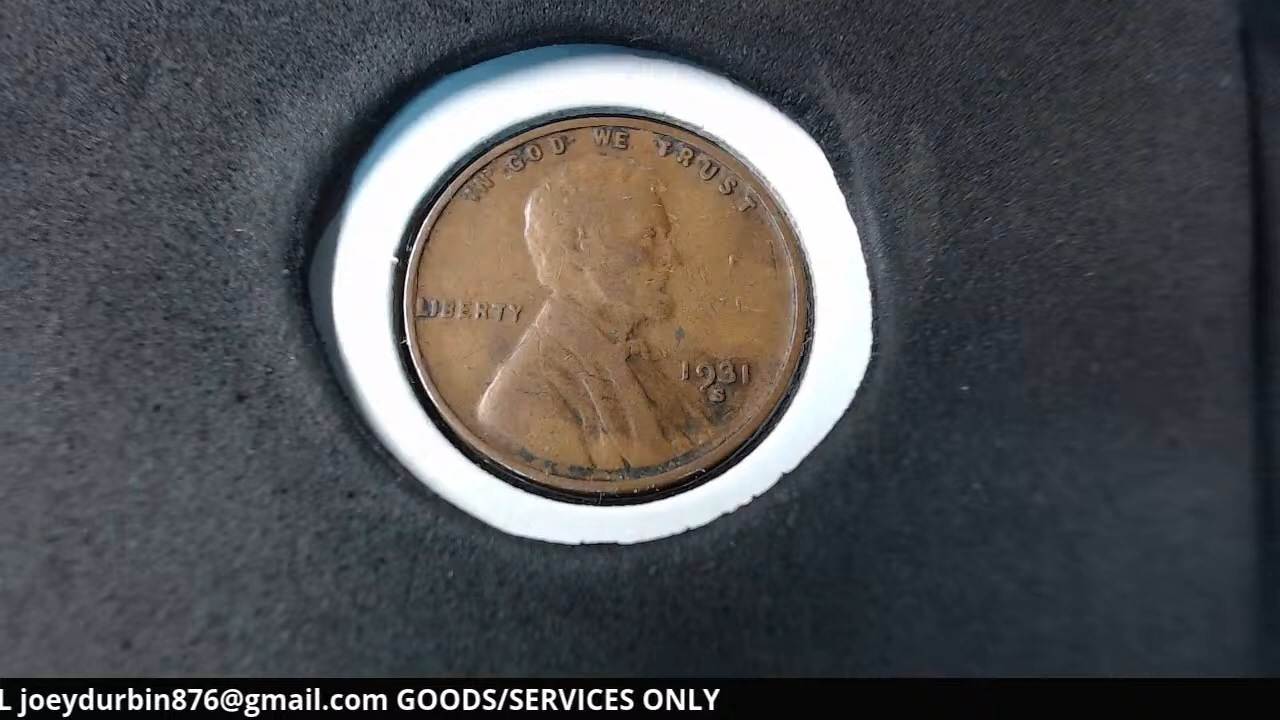 IN GOD WE TRUST
LIBERTY
1931
S
L joeydurbin876@gmail.com GOODS/SERVICES ONLY